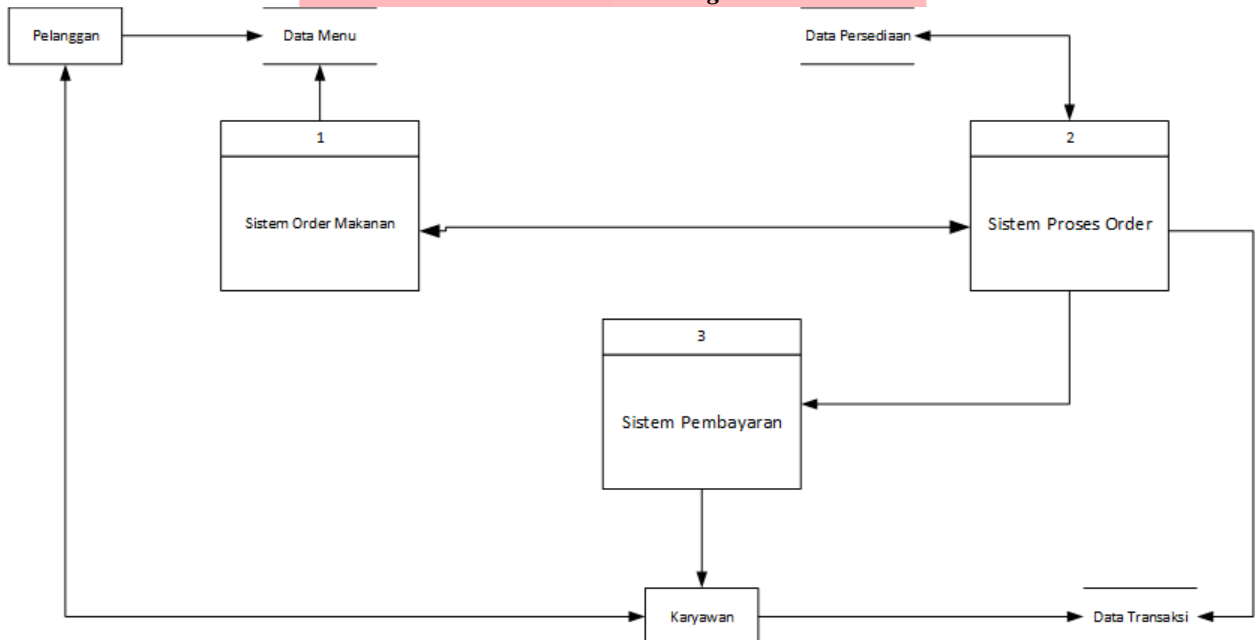 Pelanggan
Data Menu
Data Persediaan
1
2
Sistem Order Makanan
Sistem Proses Order
3
Sistem Pembayaran
Karyawan
Data Transaksi